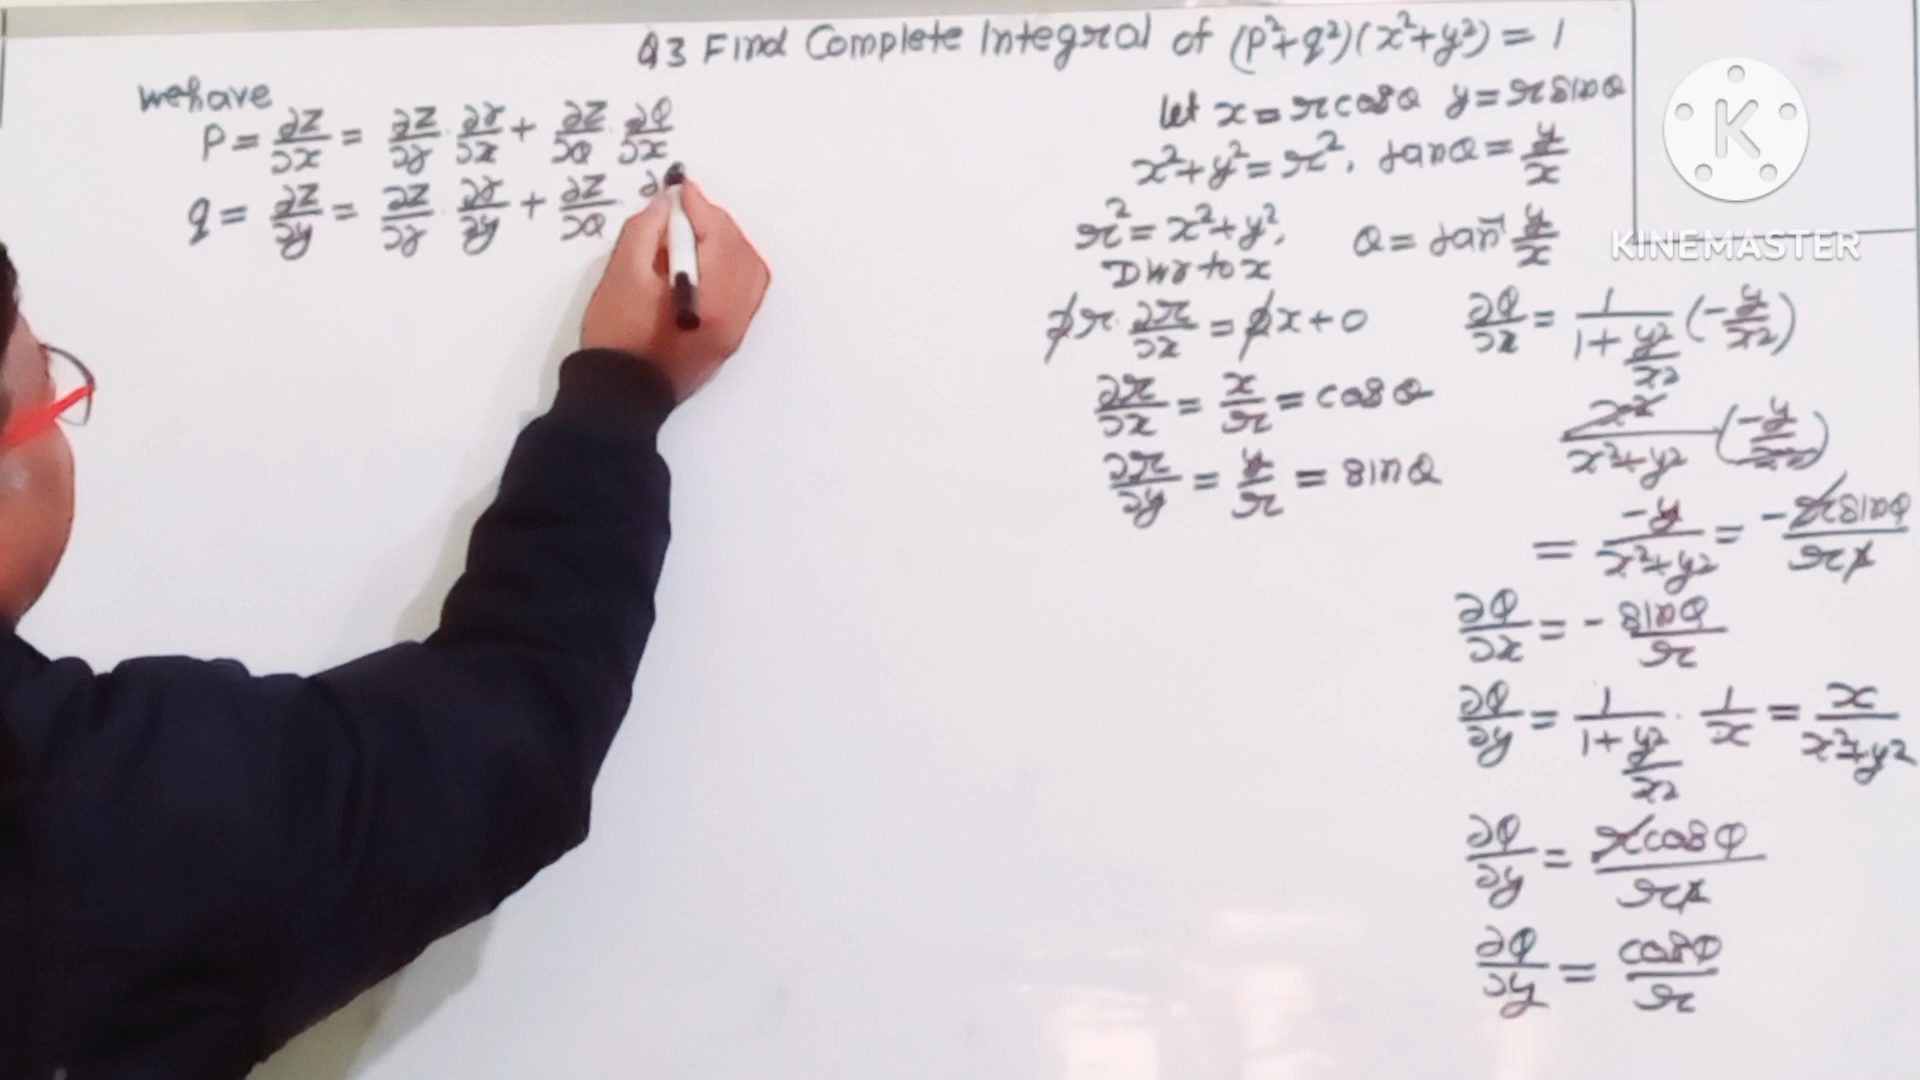 Q3 Find Complete Integral of (p²+q²)(x²+y²) = 1
we have
P = ∂z/∂x = ∂z/∂r · ∂r/∂x + ∂z/∂θ · ∂θ/∂x
q = ∂z/∂y = ∂z/∂r · ∂r/∂y + ∂z/∂θ · ∂
let x = r cosθ y = r sinθ
x²+y² = r², tanθ = y/x
r² = x²+y², θ = tan⁻¹ y/x
D w r to x
2r · ∂r/∂x = 2x + 0
∂r/∂x = x/r = cosθ
∂r/∂y = y/r = sinθ
∂θ/∂x = 1/(1 + y²/x²) (-y/x²)
x²/(x²+y²) (-y/x²)
= -y/(x²+y²) = - r sinθ/r²
∂θ/∂x = - sinθ/r
∂θ/∂y = 1/(1 + y²/x²) · 1/x = x/(x²+y²)
∂θ/∂y = r cosθ/r²
∂θ/∂y = cosθ/r
K
KINEMASTER